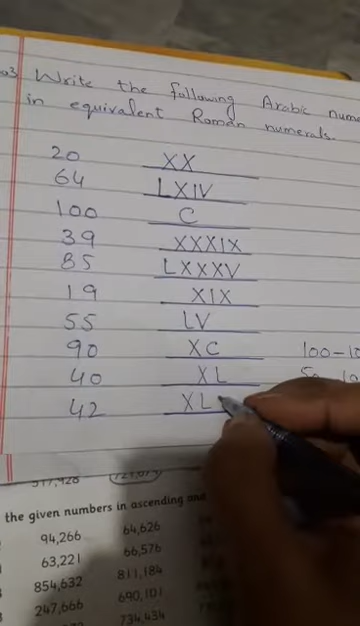 Write the following Arabic
in equivalent Roman numerals.
20 XX
64 LXIV
100 C
39 XXXIX
85 LXXXV
19 XIX
55 LV
90 XC 100-10
40 XL
42 XL
the given numbers in ascending and
94,266 64,626
63,221 66,576
854,632 811,184
247,666 690,101
734,434